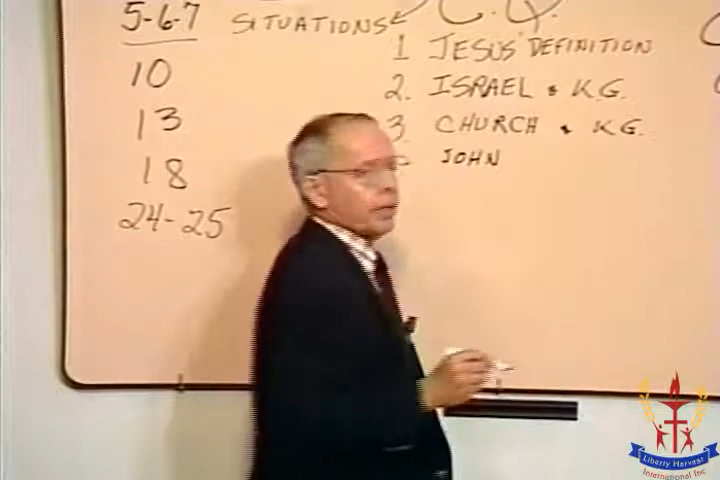 5-6-7
10
13
18
24-25
SITUATIONS
C.Q.
1 JESUS' DEFINITION
2. ISRAEL & K.G.
3. CHURCH & KG.
JOHN
Liberty Harvest
International Inc